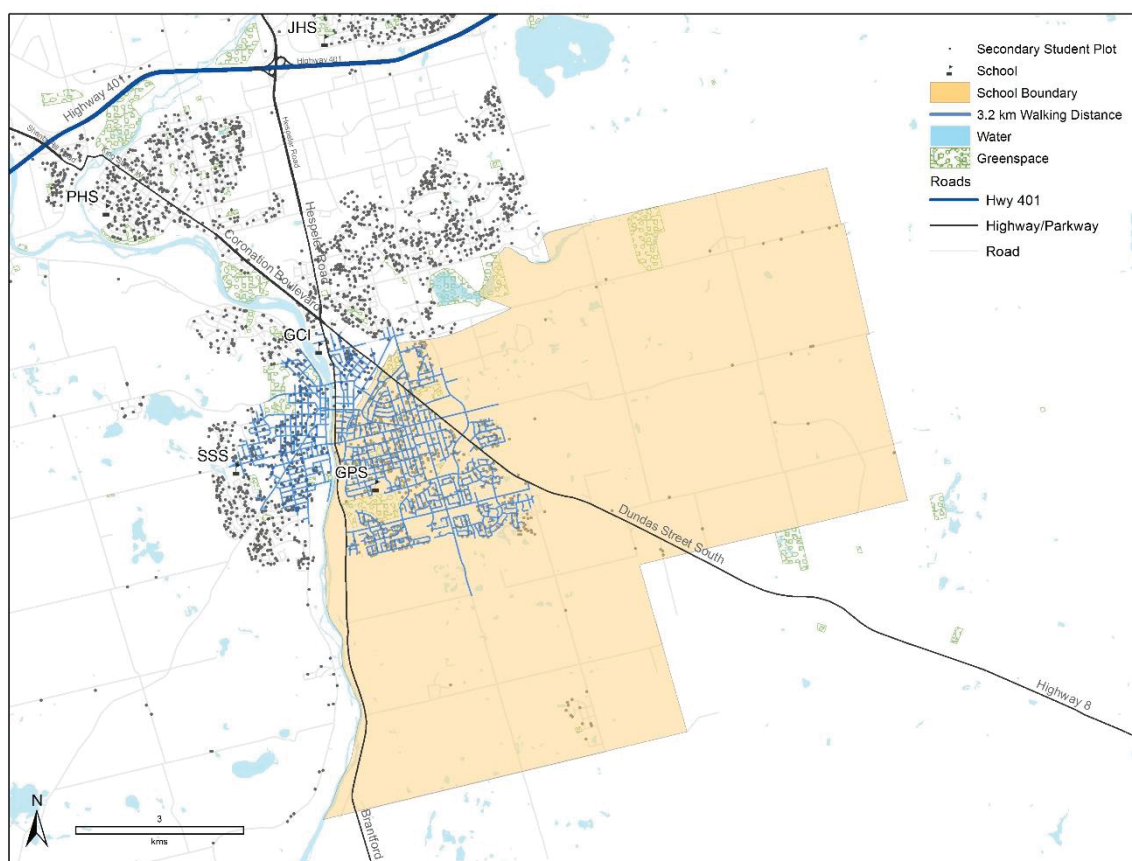 JHS
Highway 401
Highway 401
Hespeler Road
PHS
Hespeler Road
Coronation Boulevard
GCI
SSS
GPS
Dundas Street South
Highway 8
Brantford
N
3
kms
Secondary Student Plot
School
School Boundary
3.2 km Walking Distance
Water
Greenspace
Roads
Hwy 401
Highway/Parkway
Road